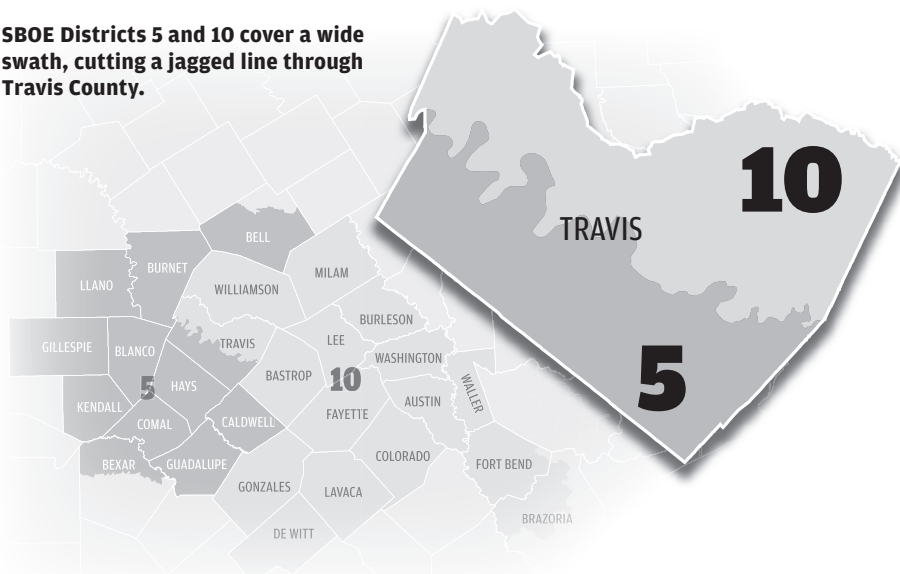 SBOE Districts 5 and 10 cover a wide
swath, cutting a jagged line through
Travis County.
10
TRAVIS
5
BELL
BURNET
MILAM
LLANO
WILLIAMSON
BURLESON
GILLESPIE
BLANCO
TRAVIS
LEE
WASHINGTON
5
HAYS
BASTROP
10
WALLER
KENDALL
COMAL
CALDWELL
FAYETTE
AUSTIN
BEXAR
GUADALUPE
COLORADO
FORT BEND
GONZALES
LAVACA
BRAZORIA
DE WITT